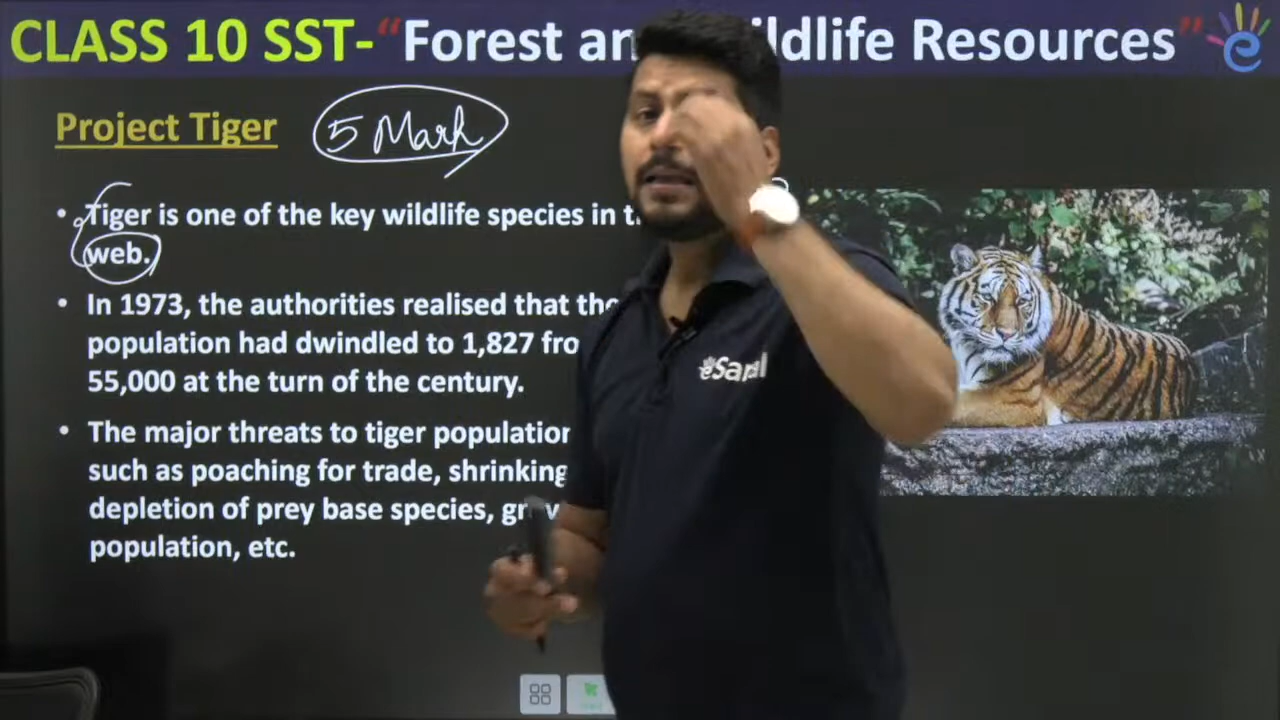 CLASS 10 SST-"Forest an ildlife Resources"
Project Tiger
5 Mark
• Tiger is one of the key wildlife species in t
web.
• In 1973, the authorities realised that the
population had dwindled to 1,827 fro
55,000 at the turn of the century.
• The major threats to tiger population
such as poaching for trade, shrinking
depletion of prey base species,
population, etc.
eSaral